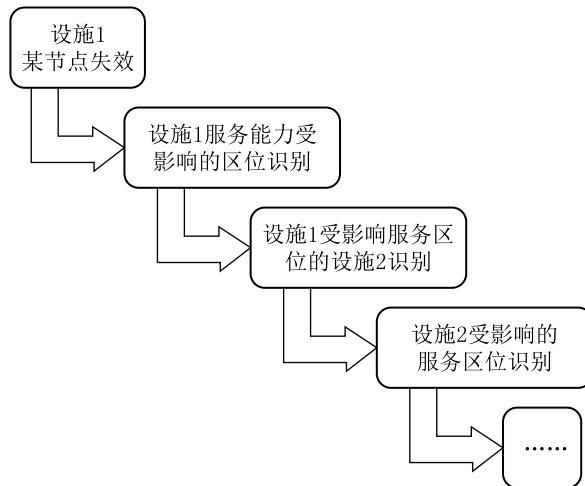 设施1
某节点失效
设施1服务能力受
影响的区位识别
设施1受影响服务区
位的设施2识别
设施2受影响的
服务区位识别
……